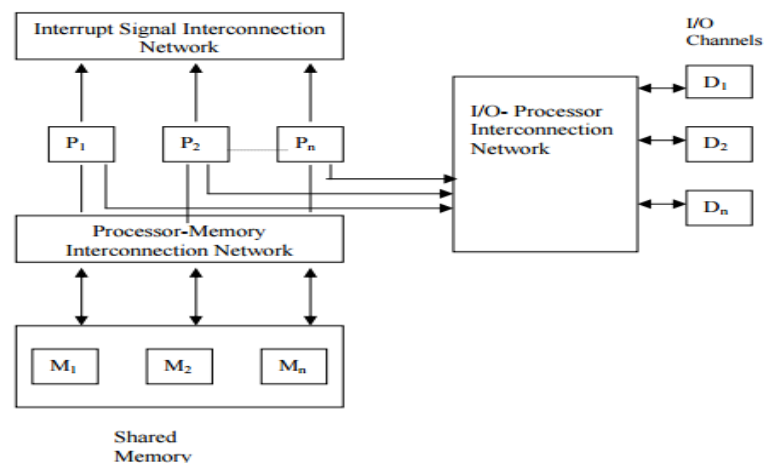 Interrupt Signal Interconnection
Network
I/O
Channels
P₁
P₂
Pₙ
I/O- Processor
Interconnection
Network
D₁
D₂
Dₙ
Processor-Memory
Interconnection Network
M₁
M₂
Mₙ
Shared
Memory